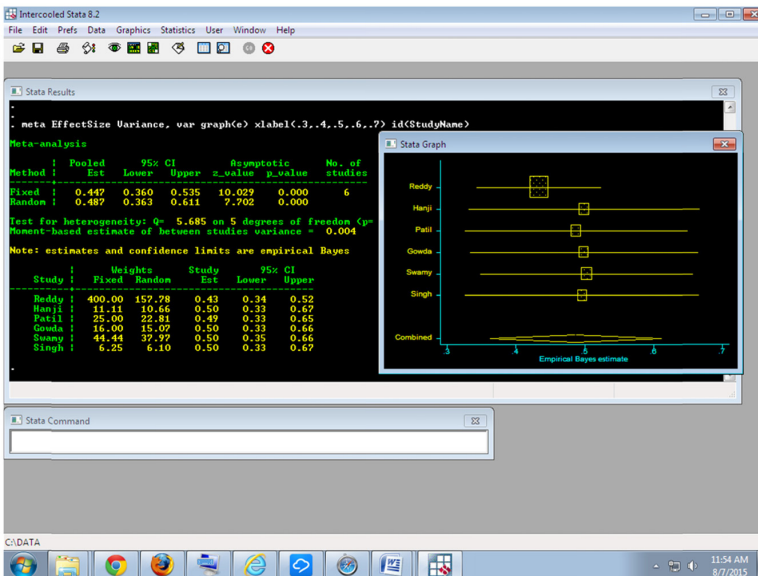 Intercooled Stata 8.2
File Edit Prefs Data Graphics Statistics User Window Help
Stata Results
. meta EffectSize Variance, var graph(e) xlabel(.3,.4,.5,.6,.7) id(StudyName)
Meta-analysis
Pooled 95% CI Asymptotic No. of
Method | Est Lower Upper z_value p_value studies
Fixed | 0.447 0.360 0.535 10.029 0.000 6
Random | 0.487 0.363 0.611 7.702 0.000
Test for heterogeneity: Q= 5.685 on 5 degrees of freedom (p=
Moment-based estimate of between studies variance = 0.004
Note: estimates and confidence limits are empirical Bayes
Weights Study 95% CI
Study | Fixed Random Est Lower Upper
Reddy | 400.00 157.78 0.43 0.34 0.52
Hanji | 11.11 10.66 0.50 0.33 0.67
Patil | 25.00 22.81 0.49 0.33 0.65
Gowda | 16.00 15.07 0.50 0.33 0.66
Swamy | 44.44 37.97 0.50 0.35 0.66
Singh | 6.25 6.10 0.50 0.33 0.67
Stata Graph
Reddy
Hanji
Patil
Gowda
Swamy
Singh
Combined
.3 .4 .5 .6 .7
Empirical Bayes estimate
Stata Command
C:\DATA
11:54 AM
8/7/2015